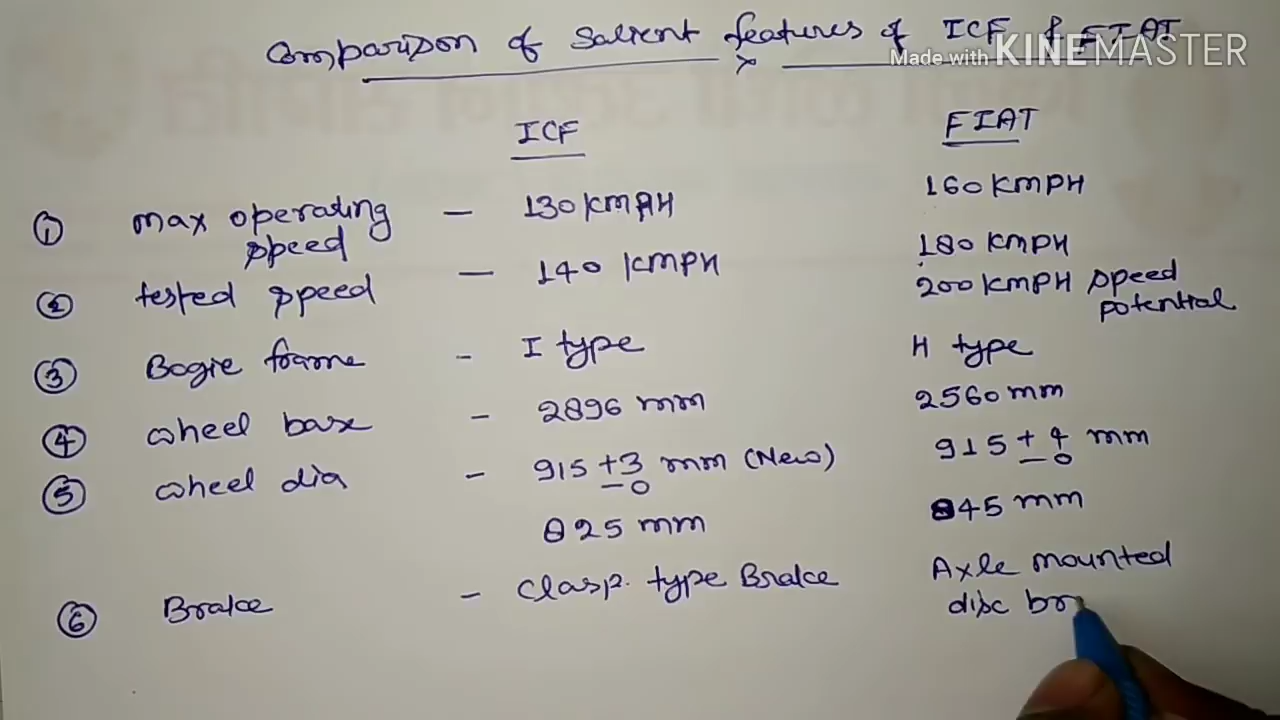 Comparison of Salient features of ICF & FIAT
Made with KINEMASTER
ICF
FIAT
① max operating speed - 130 KMPH 160 KMPH
② tested speed - 140 KMPH 180 KMPH
200 KMPH speed potential
③ Bogie frame - I type H type
④ wheel base - 2896 mm 2560 mm
⑤ wheel dia - 915 +3 -0 mm (New) 915 +4 -0 mm
825 mm 845 mm
⑥ Brake - Clasp. type Brake Axle mounted
disc br